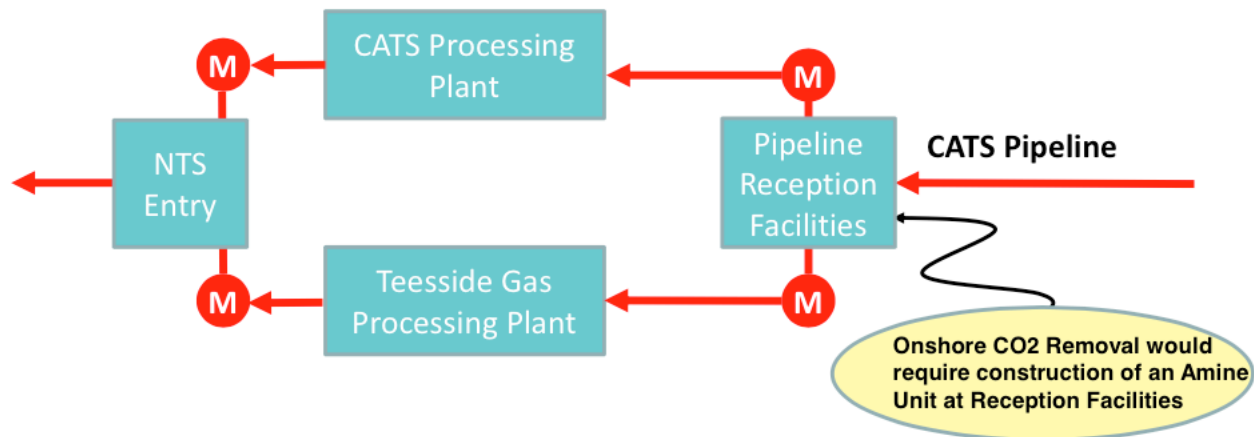 CATS Processing
Plant
M
M
NTS
Entry
Pipeline
Reception
Facilities
CATS Pipeline
Teesside Gas
Processing Plant
M
M
Onshore CO2 Removal would
require construction of an Amine
Unit at Reception Facilities